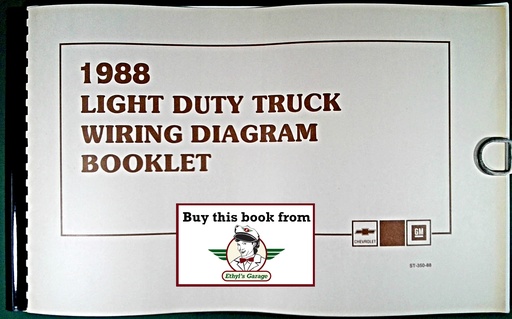 1988
LIGHT DUTY TRUCK
WIRING DIAGRAM
BOOKLET
Buy this book from
Ethyl's Garage
CHEVROLET
GM
ST-350-88